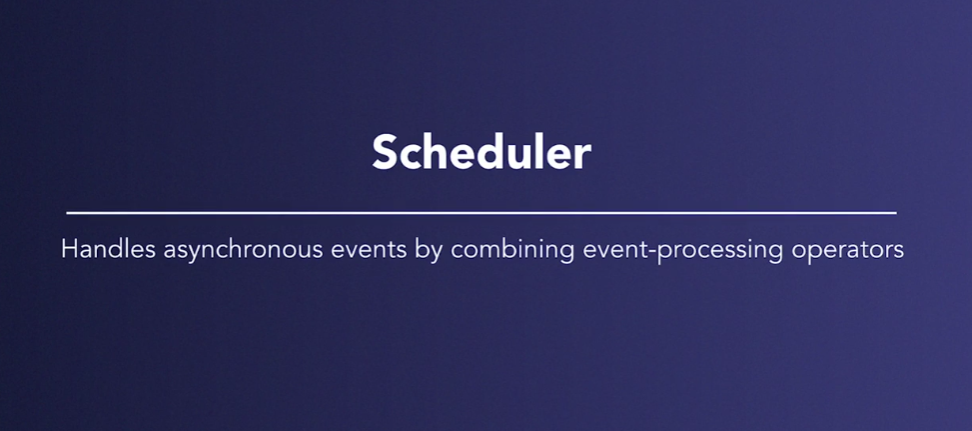 Scheduler
Handles asynchronous events by combining event-processing operators